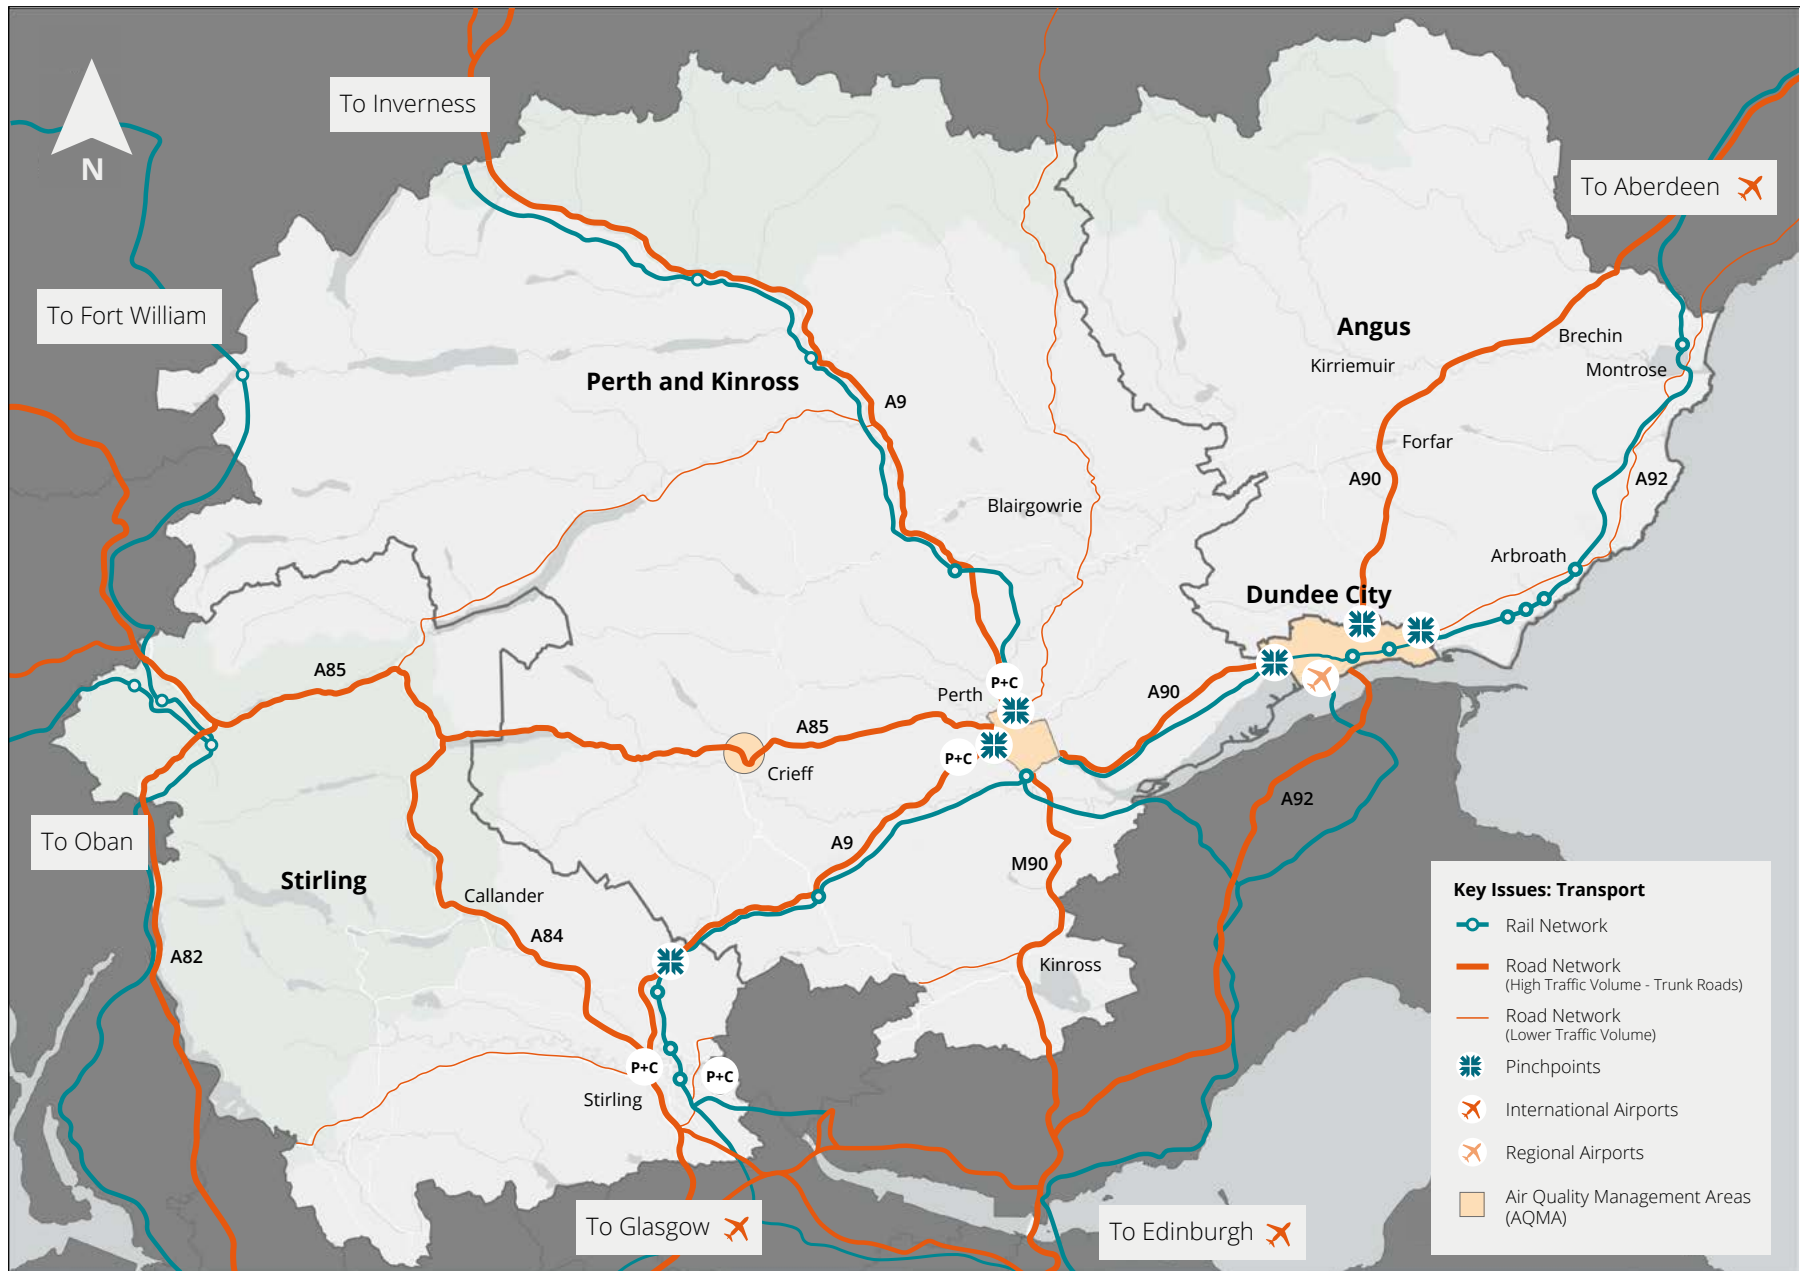 To Inverness
N
To Aberdeen
To Fort William
Angus
Brechin
Kirriemuir
Montrose
Perth and Kinross
A9
Forfar
A90
A92
Blairgowrie
Arbroath
Dundee City
A85
Perth
P+C
A90
A85
P+C
Crieff
A92
To Oban
A9
M90
Stirling
Callander
A84
A82
Kinross
P+C
P+C
Stirling
To Glasgow
To Edinburgh
Key Issues: Transport
Rail Network
Road Network
(High Traffic Volume - Trunk Roads)
Road Network
(Lower Traffic Volume)
Pinchpoints
International Airports
Regional Airports
Air Quality Management Areas
(AQMA)